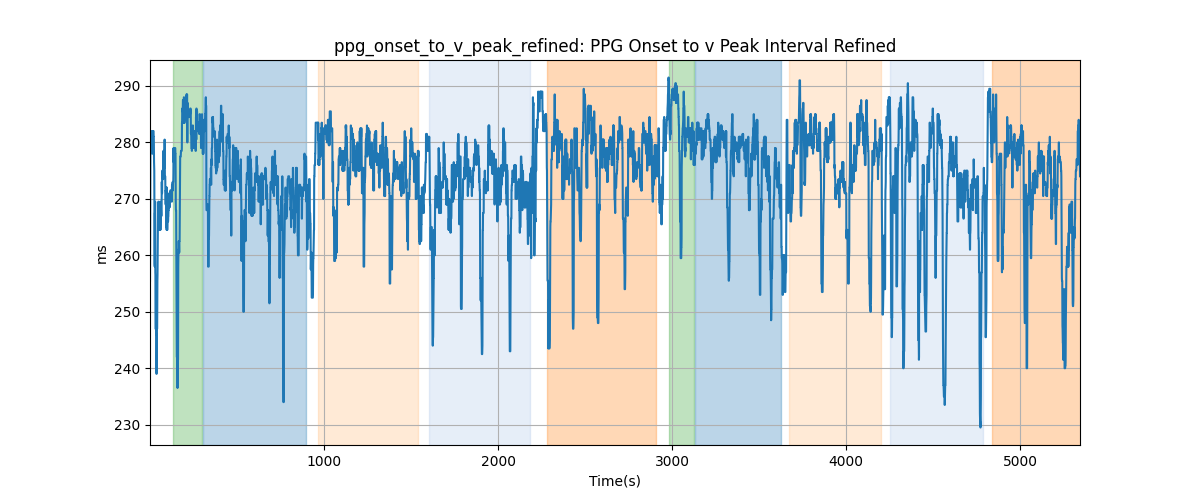 ppg_onset_to_v_peak_refined: PPG Onset to v Peak Interval Refined
290
280
270
260
250
240
230
ms
1000 2000 3000 4000 5000
Time(s)